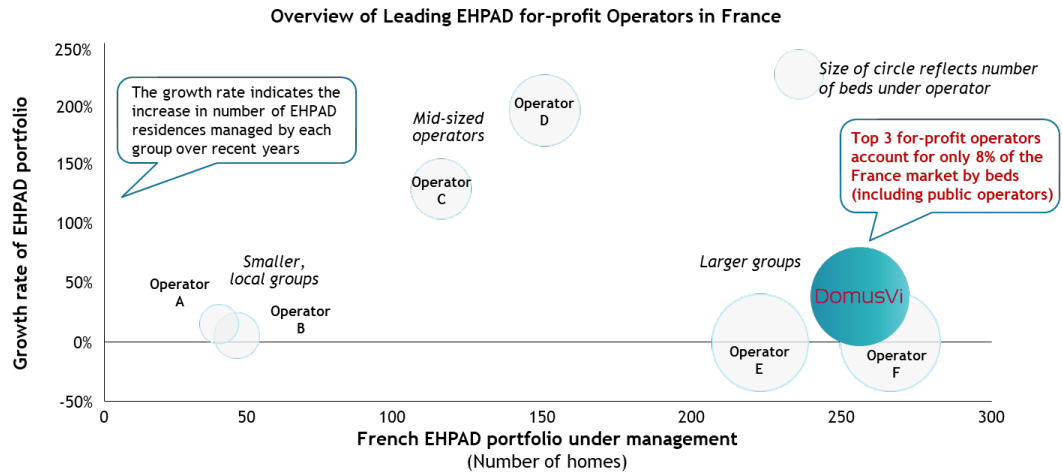 Overview of Leading EHPAD for-profit Operators in France
Growth rate of EHPAD portfolio
250%
200%
150%
100%
50%
0%
-50%
The growth rate indicates the
increase in number of EHPAD
residences managed by each
group over recent years
Mid-sized
operators
Operator
D
Operator
C
Size of circle reflects number
of beds under operator
Top 3 for-profit operators
account for only 8% of the
France market by beds
(including public operators)
Smaller,
local groups
Operator
A
Operator
B
Larger groups
DomusVi
Operator
E
Operator
F
0
50
100
150
200
250
300
French EHPAD portfolio under management
(Number of homes)